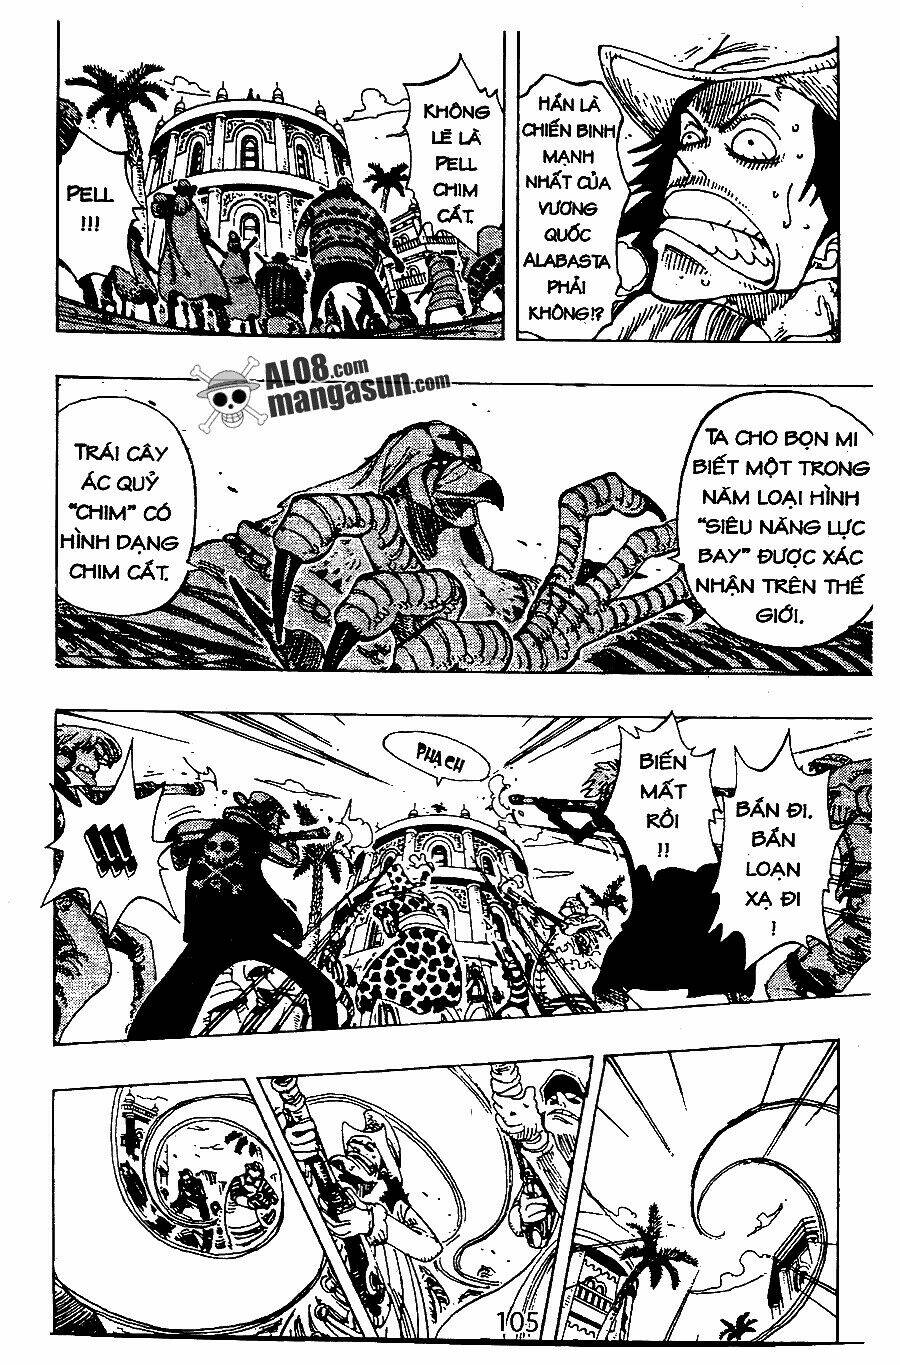 PELL
!!!
KHÔNG
LẼ LÀ
PELL
CHIM
CẮT.
HẮN LÀ
CHIẾN BINH
MẠNH
NHẤT CỦA
VƯƠNG
QUỐC
ALABASTA
PHẢI
KHÔNG!?
AL08.com
mangasun.com
TRÁI CÂY
ÁC QUỶ
"CHIM" CÓ
HÌNH DẠNG
CHIM CẮT.
TA CHO BỌN MI
BIẾT MỘT TRONG
NĂM LOẠI HÌNH
"SIÊU NĂNG LỰC
BAY" ĐƯỢC XÁC
NHẬN TRÊN THẾ
GIỚI.
!!!
PHẠCH
BIẾN
MẤT
RỒI
!!
BẮN ĐI.
BẮN
LOẠN
XẠ ĐI
!
105